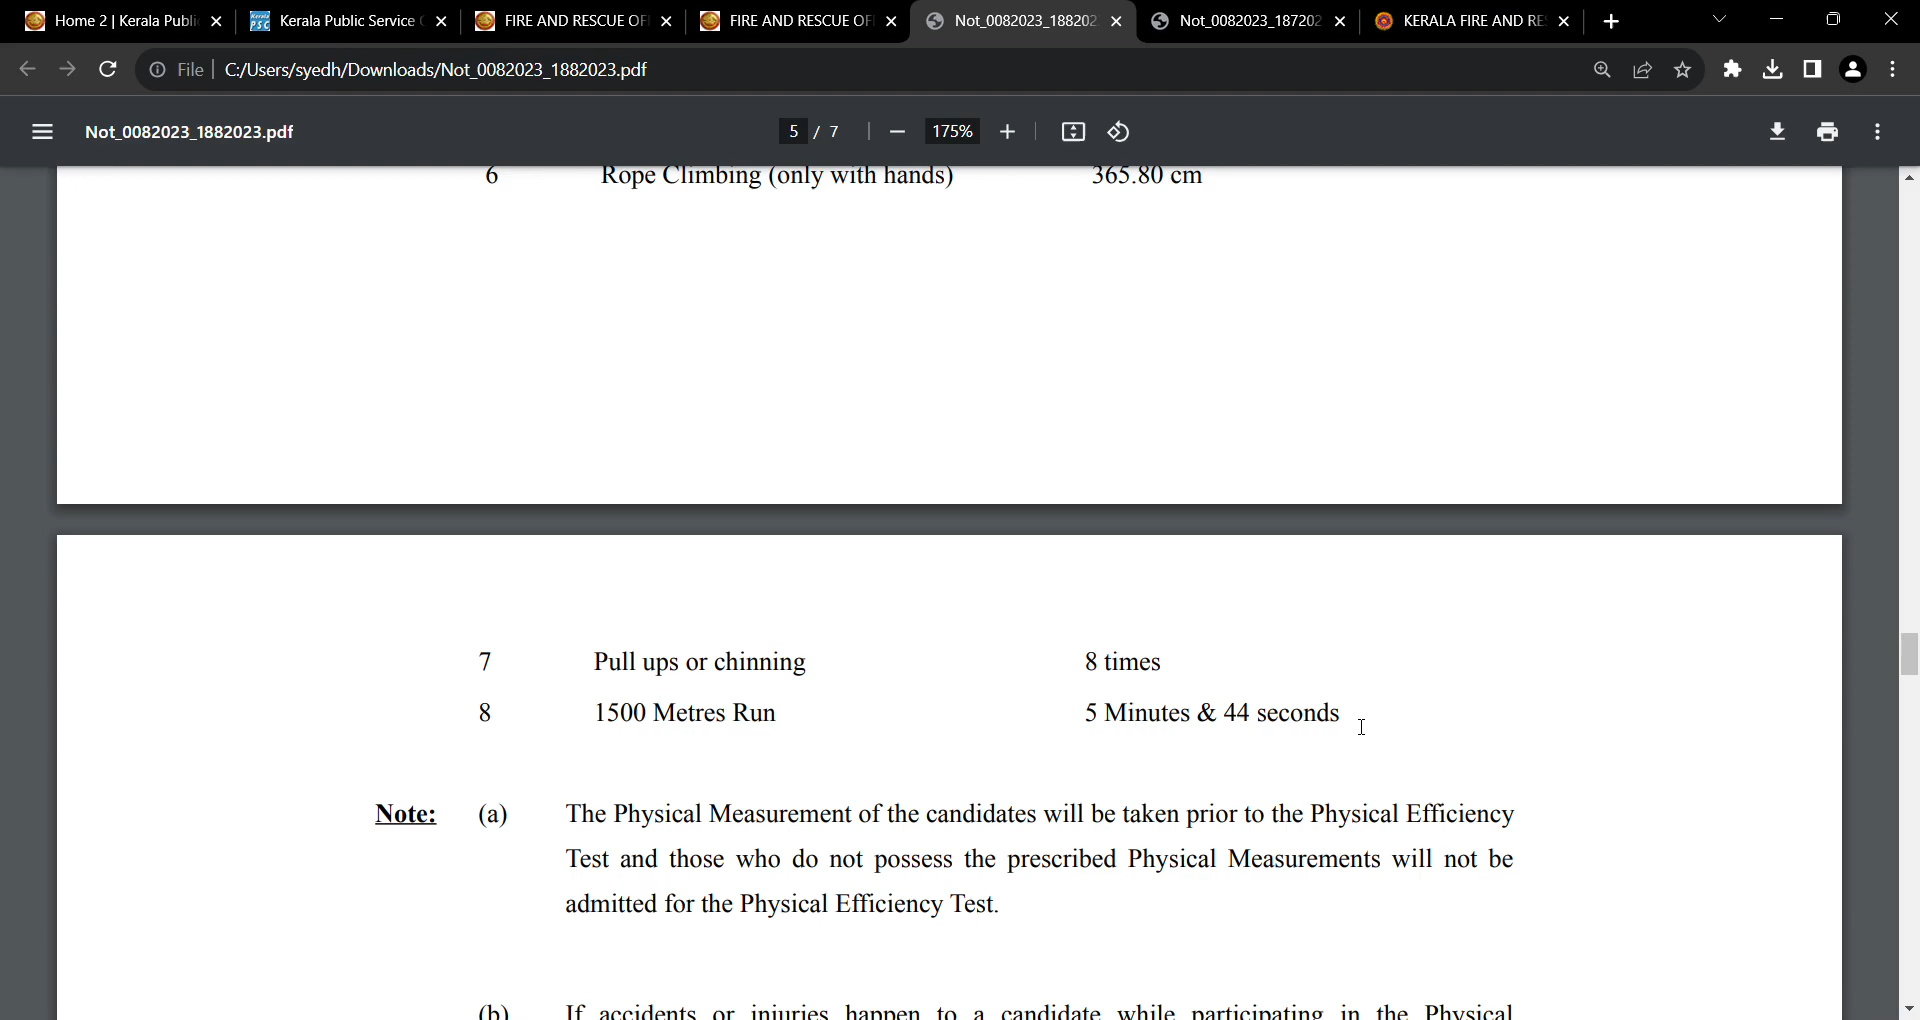 Home 2 | Kerala Publi
Kerala Public Service
FIRE AND RESCUE OF
FIRE AND RESCUE OF
Not_0082023_188202
Not_0082023_187202
KERALA FIRE AND RE
File
C:/Users/syedh/Downloads/Not_0082023_1882023.pdf
Not_0082023_1882023.pdf
5 / 7
175%
6 Rope Climbing (only with hands) 365.80 cm
7 Pull ups or chinning 8 times
8 1500 Metres Run 5 Minutes & 44 seconds
Note: (a) The Physical Measurement of the candidates will be taken prior to the Physical Efficiency
Test and those who do not possess the prescribed Physical Measurements will not be
admitted for the Physical Efficiency Test.
(b) If accidents or injuries happen to a candidate while participating in the Physical